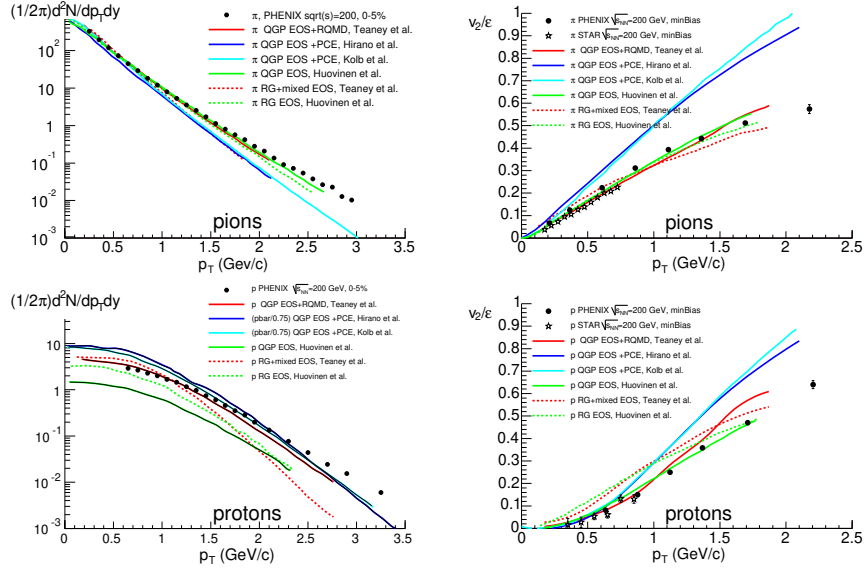 (1/2π)d²N/dp_Tdy
π, PHENIX sqrt(s)=200, 0-5%
π QGP EOS+RQMD, Teaney et al.
π QGP EOS +PCE, Hirano et al.
π QGP EOS +PCE, Kolb et al.
π QGP EOS, Huovinen et al.
π RG+mixed EOS, Teaney et al.
π RG EOS, Huovinen et al.
10²
10
1
10⁻¹
10⁻²
10⁻³
pions
0 0.5 1 1.5 2 2.5 3 3.5
p_T (Gev/c)
v₂/ε
π PHENIX √s_NN=200 GeV, minBias
π STAR √s_NN=200 GeV, minBias
π QGP EOS+RQMD, Teaney et al.
π QGP EOS +PCE, Hirano et al.
π QGP EOS +PCE, Kolb et al.
π QGP EOS, Huovinen et al.
π RG+mixed EOS, Teaney et al.
π RG EOS, Huovinen et al.
1
0.9
0.8
0.7
0.6
0.5
0.4
0.3
0.2
0.1
0
pions
0 0.5 1 1.5 2 2.5
p_T (GeV/c)
(1/2π)d²N/dp_Tdy
p PHENIX √s_NN=200 GeV, 0-5%
p QGP EOS+RQMD, Teaney et al.
(pbar/0.75) QGP EOS +PCE, Hirano et al.
(pbar/0.75) QGP EOS +PCE, Kolb et al.
p QGP EOS, Huovinen et al.
p RG+mixed EOS, Teaney et al.
p RG EOS, Huovinen et al.
10²
10
1
10⁻¹
10⁻²
10⁻³
protons
0 0.5 1 1.5 2 2.5 3 3.5
p_T (GeV/c)
v₂/ε
p PHENIX √s_NN=200 GeV, minBias
p STAR √s_NN=200 GeV, minBias
p QGP EOS+RQMD, Teaney et al.
p QGP EOS +PCE, Hirano et al.
p QGP EOS +PCE, Kolb et al.
p QGP EOS, Huovinen et al.
p RG+mixed EOS, Teaney et al.
p RG EOS, Huovinen et al.
1
0.9
0.8
0.7
0.6
0.5
0.4
0.3
0.2
0.1
0
protons
0 0.5 1 1.5 2 2.5
p_T (GeV/c)